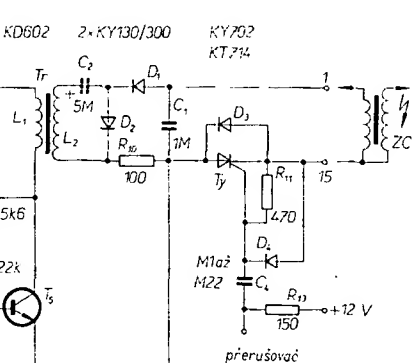 KD602 2×KY130/300 KY702
KT714
Tr C₂ D₁ 1
+
5M C₁ D₃
L₁ D₂ 1M
L₂ R₁₀ ZC
100 Ty R₁₁ 15
5k6 470
D₄
22k M1až
T₅ M22 C₄
R₁₃ +12 V
150
přerušovač